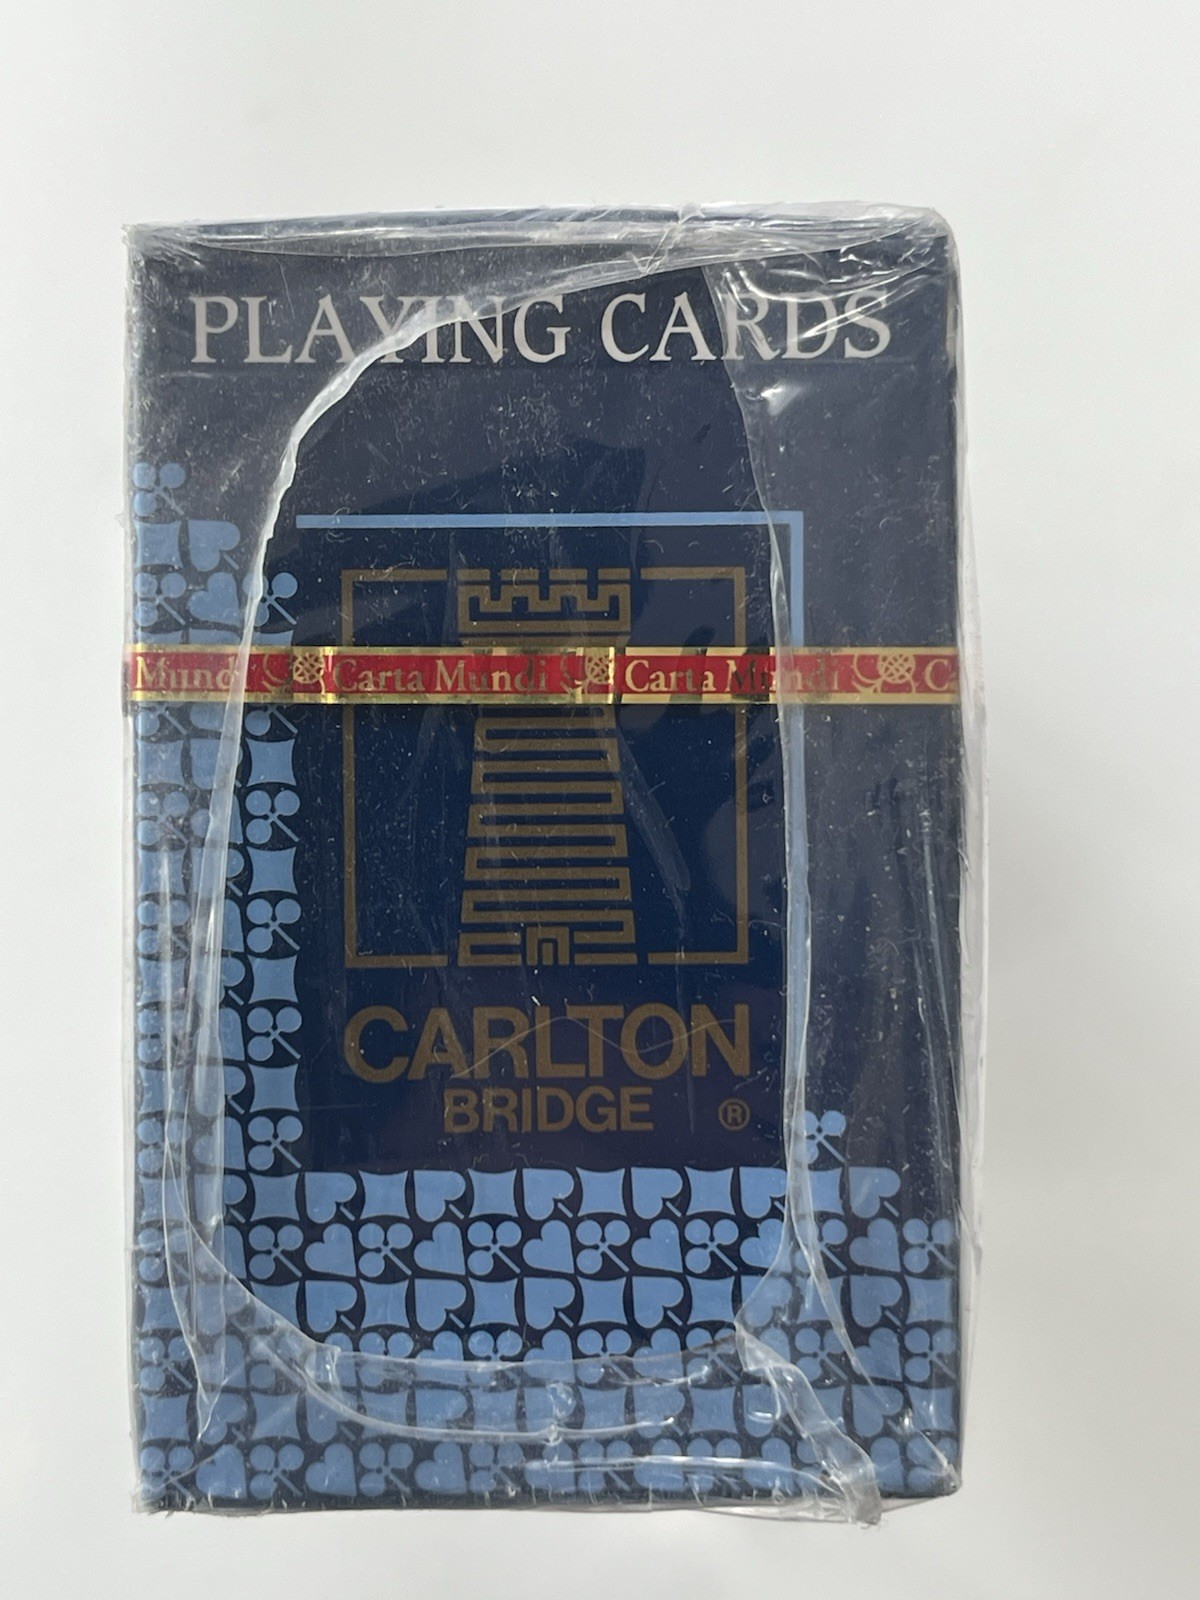 PLAYING CARDS
Mundi Carta Mundi Carta Mundi C
CARLTON
BRIDGE ®